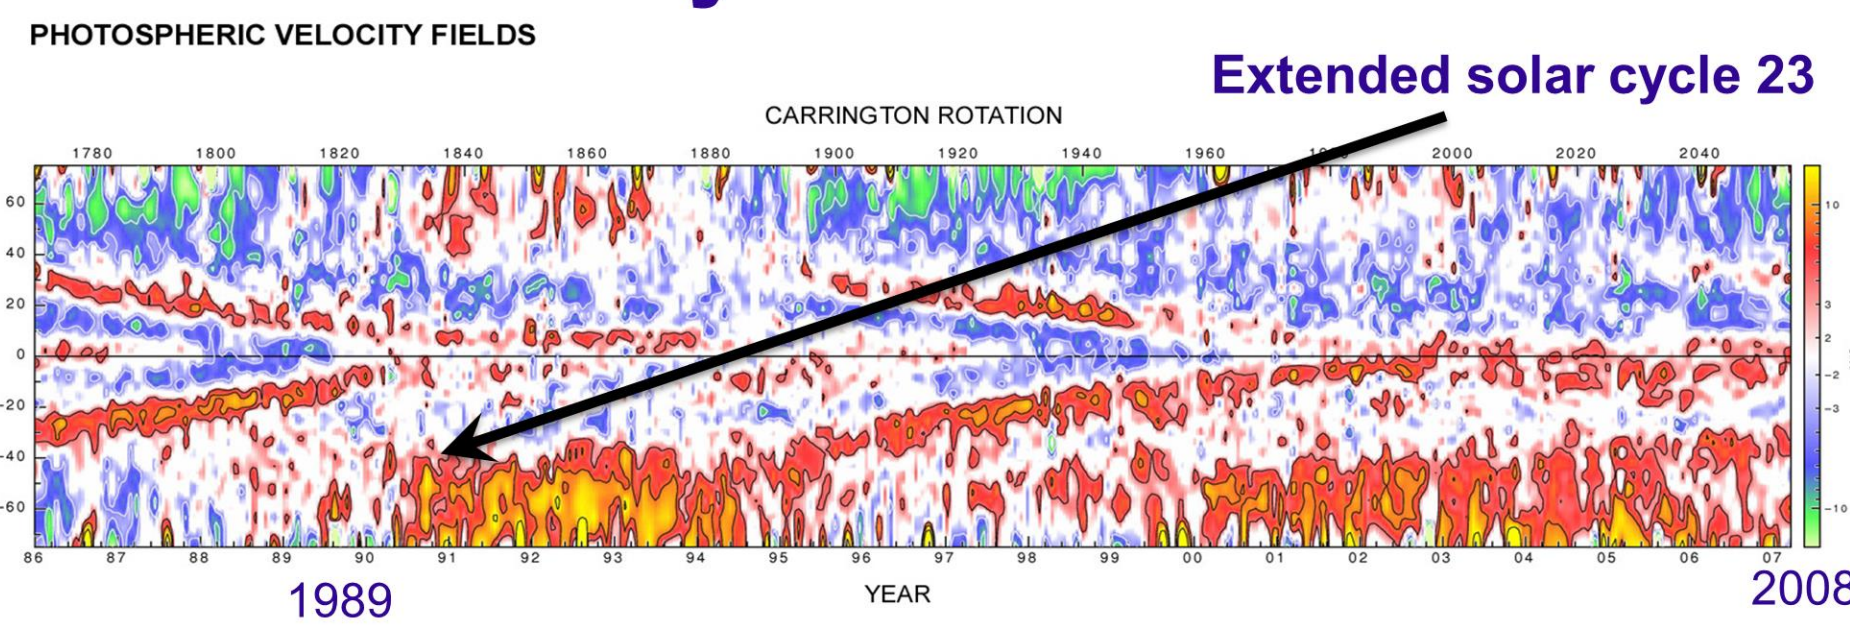 PHOTOSPHERIC VELOCITY FIELDS
Extended solar cycle 23
CARRINGTON ROTATION
1780 1800 1820 1840 1860 1880 1900 1920 1940 1960 2000 2020 2040
60
40
20
0
-20
-40
-60
10
3
2
-2
-3
-10
86 87 88 89 90 91 92 93 94 95 96 97 98 99 00 01 02 03 04 05 06 07
1989 YEAR 2008